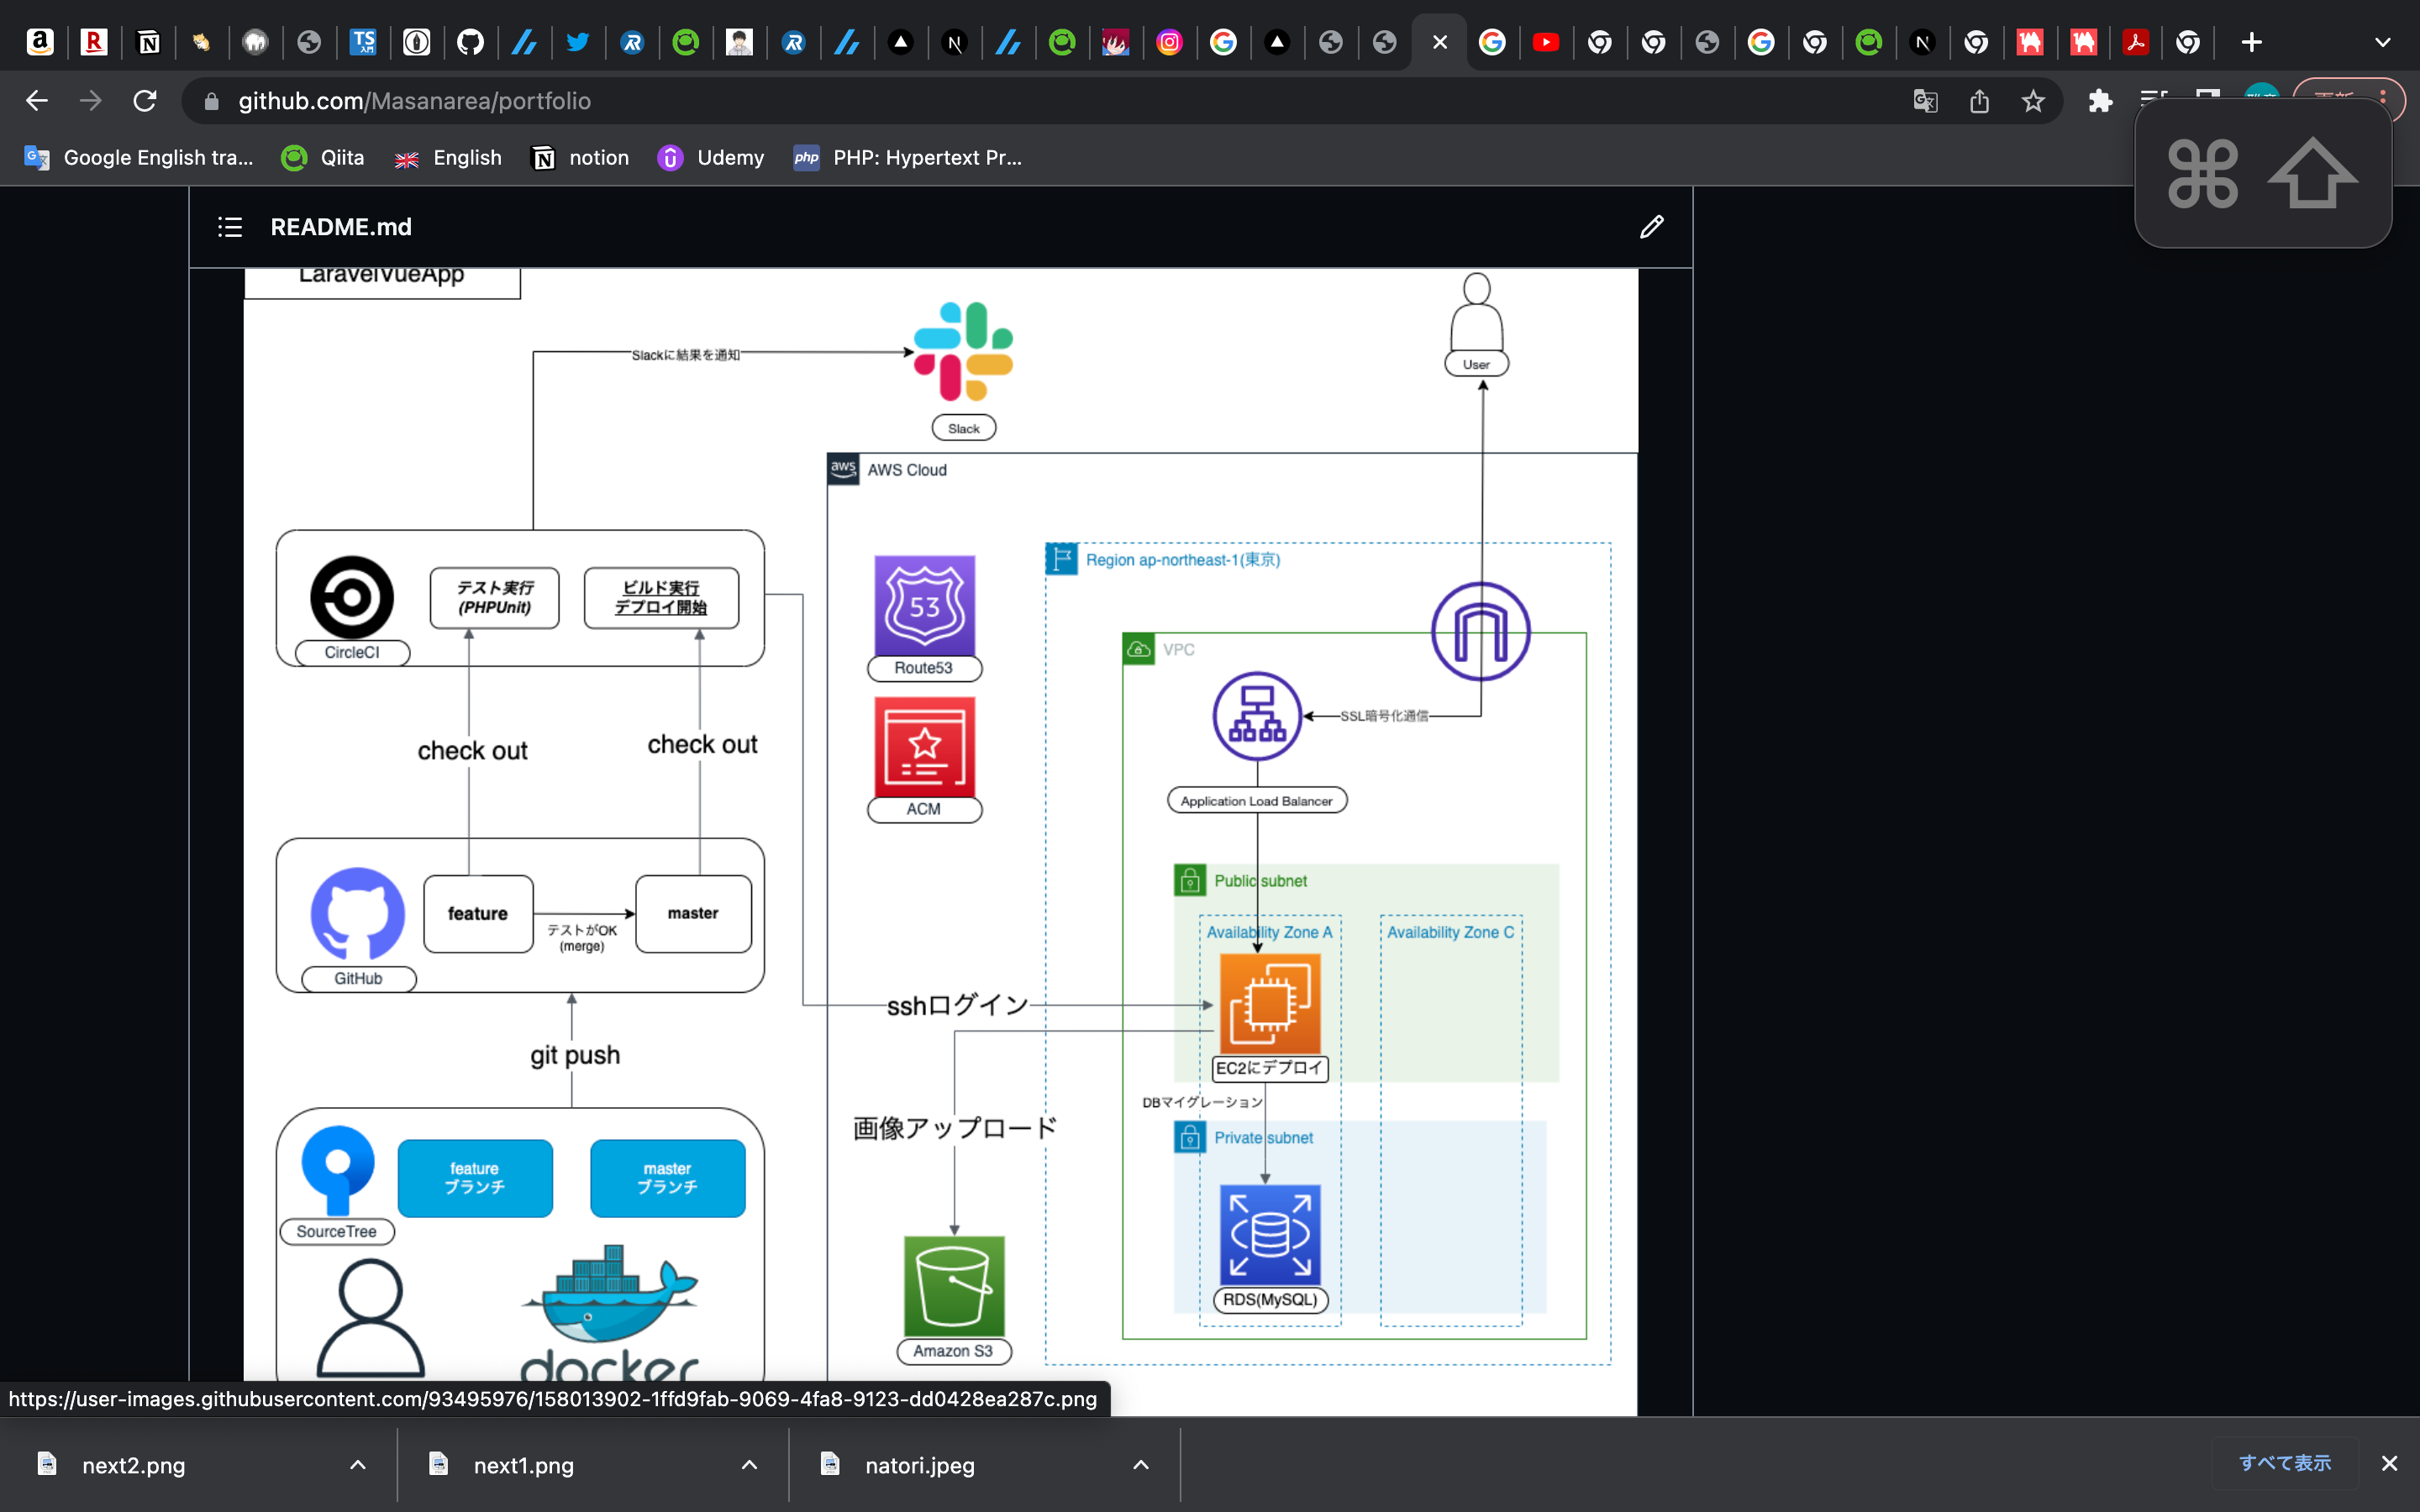 github.com/Masanarea/portfolio
Google English tra...
Qiita
English
notion
Udemy
php
PHP: Hypertext Pr...
README.md
LaravelVueApp
Slackに結果を通知
Slack
User
aws
AWS Cloud
テスト実行
(PHPUnit)
ビルド実行
デプロイ開始
CircleCI
53
Route53
ACM
Region ap-northeast-1(東京)
VPC
SSL暗号化通信
Application Load Balancer
check out
check out
Public subnet
Availability Zone A
Availability Zone C
feature
テストがOK
(merge)
master
GitHub
sshログイン
EC2にデプロイ
git push
DBマイグレーション
画像アップロード
Private subnet
feature
ブランチ
master
ブランチ
SourceTree
RDS(MySQL)
docker
Amazon S3
https://user-images.githubusercontent.com/93495976/158013902-1ffd9fab-9069-4fa8-9123-dd0428ea287c.png
next2.png
next1.png
natori.jpeg
すべて表示